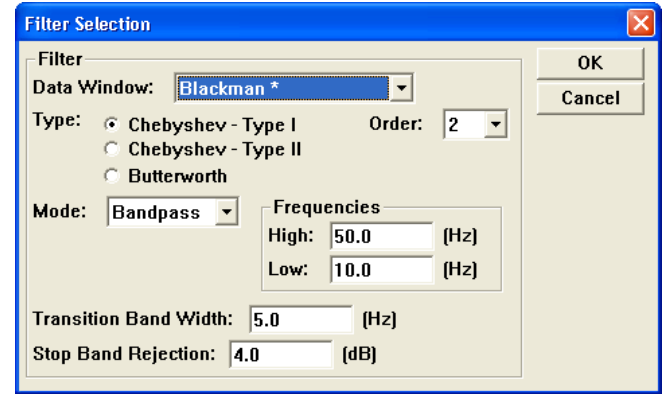 Filter Selection
Filter
Data Window: Blackman *
OK
Cancel
Type: Chebyshev - Type I
Order: 2
Chebyshev - Type II
Butterworth
Mode: Bandpass
Frequencies
High: 50.0 (Hz)
Low: 10.0 (Hz)
Transition Band Width: 5.0 (Hz)
Stop Band Rejection: 4.0 (dB)